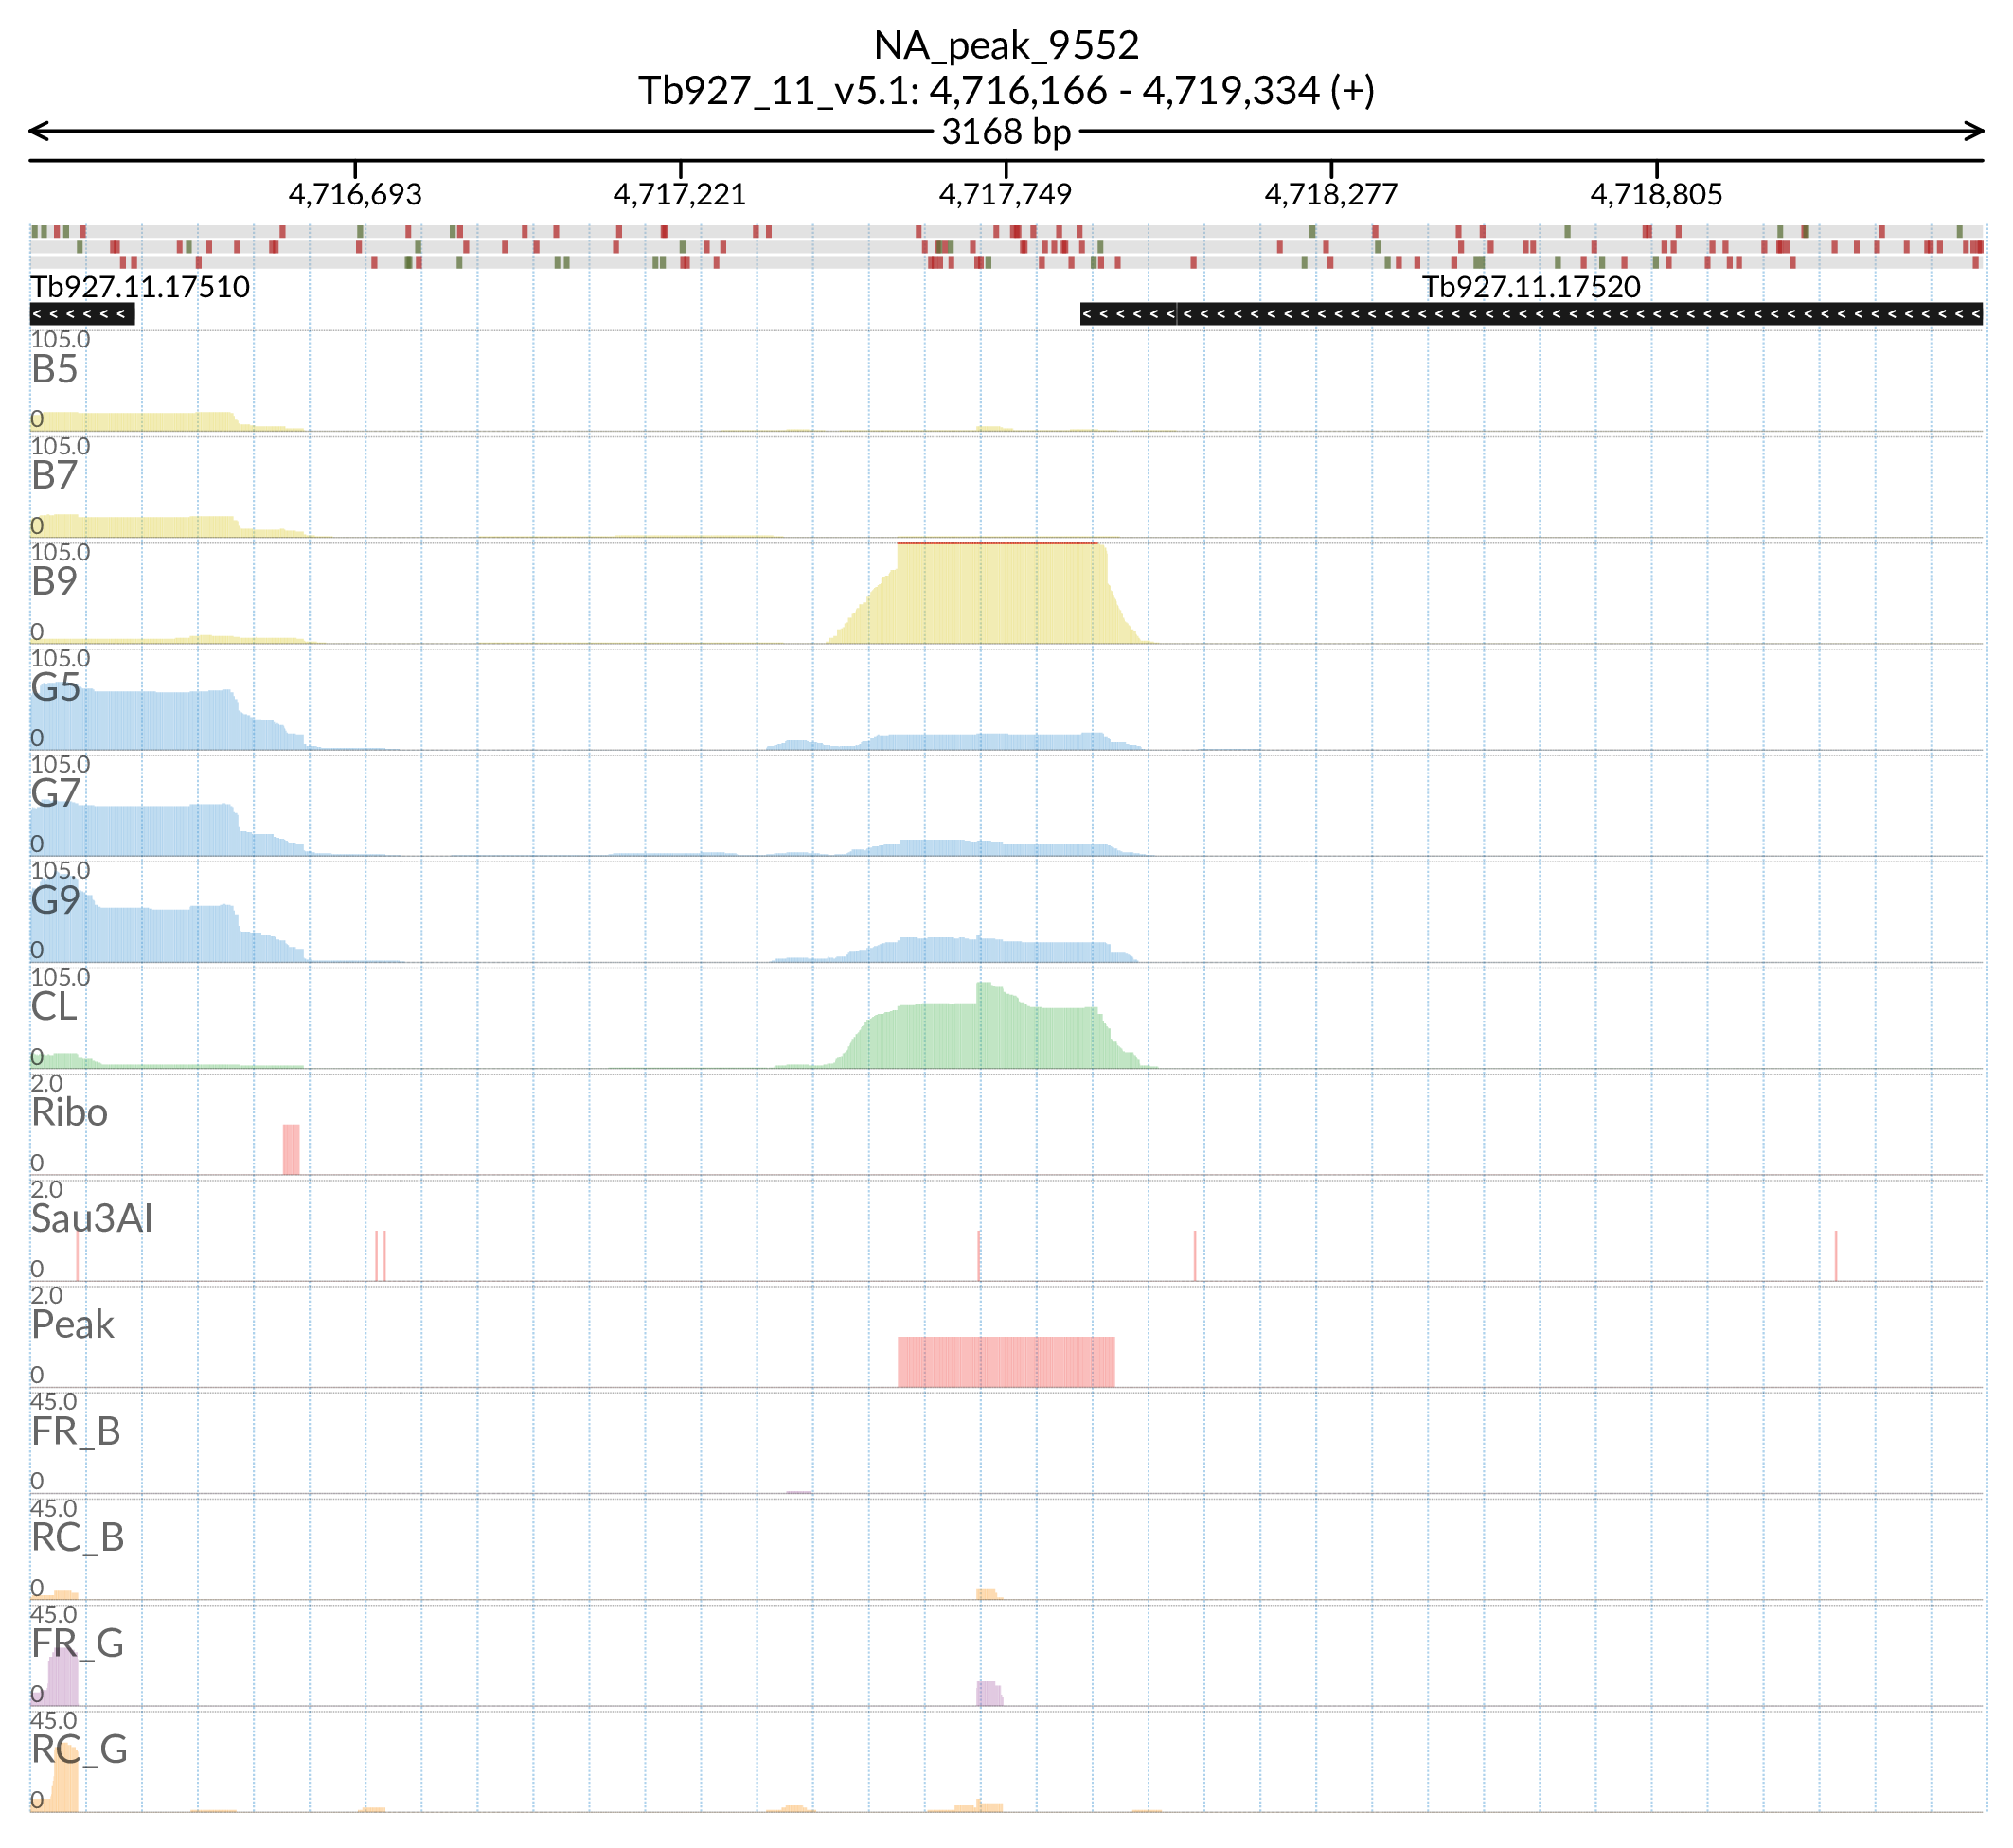 NA_peak_9552
Tb927_11_v5.1: 4,716,166 - 4,719,334 (+)
3168 bp
4,716,693 4,717,221 4,717,749 4,718,277 4,718,805
Tb927.11.17510 Tb927.11.17520
105.0
B5
0
105.0
B7
0
105.0
B9
0
105.0
G5
0
105.0
G7
0
105.0
G9
0
105.0
CL
0
2.0
Ribo
0
2.0
Sau3AI
0
2.0
Peak
0
45.0
FR_B
0
45.0
RC_B
0
45.0
FR_G
0
45.0
RC_G
0